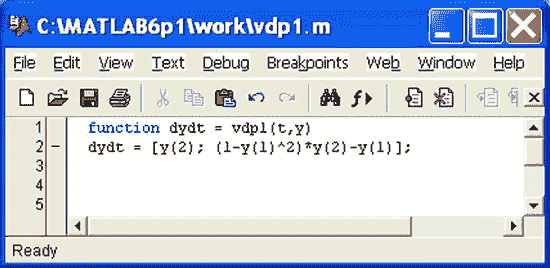 C:\MATLAB6p1\work\vdp1.m
File Edit View Text Debug Breakpoints Web Window Help
1 function dydt = vdp1(t,y)
2 – dydt = [y(2); (1-y(1)^2)*y(2)-y(1)];
3
4
5
Ready